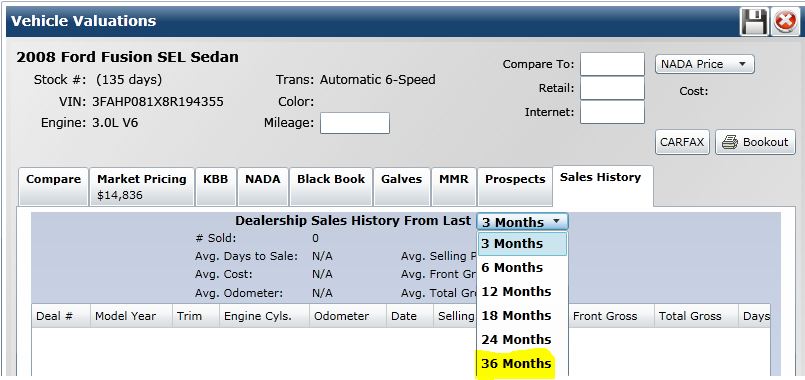 Vehicle Valuations
2008 Ford Fusion SEL Sedan
Stock #: (135 days) Trans: Automatic 6-Speed
VIN: 3FAHP081X8R194355 Color:
Engine: 3.0L V6 Mileage:
Compare To: NADA Price
Retail: Cost:
Internet:
CARFAX Bookout
Compare Market Pricing KBB NADA Black Book Galves MMR Prospects Sales History
$14,836
Dealership Sales History From Last 3 Months
# Sold: 0 3 Months
Avg. Days to Sale: N/A Avg. Selling P 6 Months
Avg. Cost: N/A Avg. Front Gr 12 Months
Avg. Odometer: N/A Avg. Total Gr
Deal # Model Year Trim Engine Cyls. Odometer Date Selling 18 Months Front Gross Total Gross Days
24 Months
36 Months